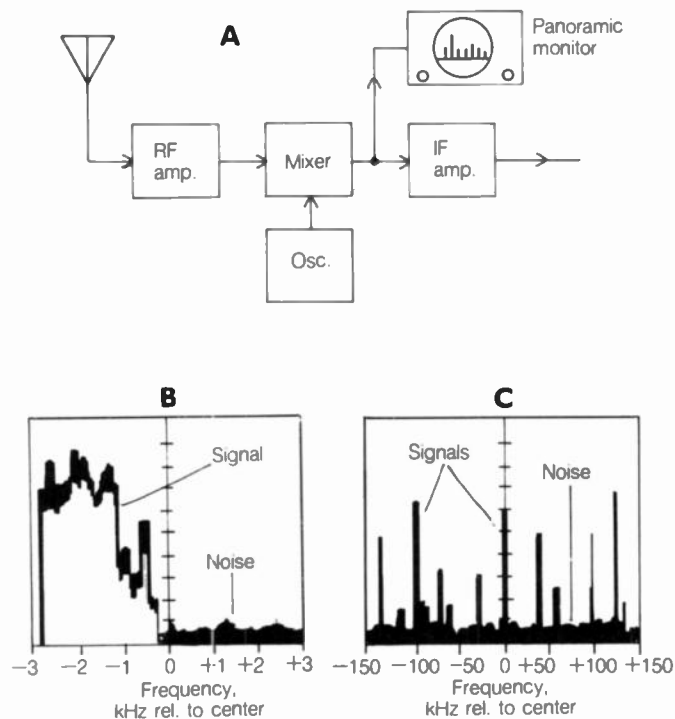 A
Panoramic
monitor
RF
amp.
Mixer
IF
amp.
Osc.
B
Signal
Noise
−3 −2 −1 0 +1 +2 +3
Frequency,
kHz rel. to center
C
Signals
Noise
−150 −100 −50 0 +50 +100 +150
Frequency,
kHz rel. to center